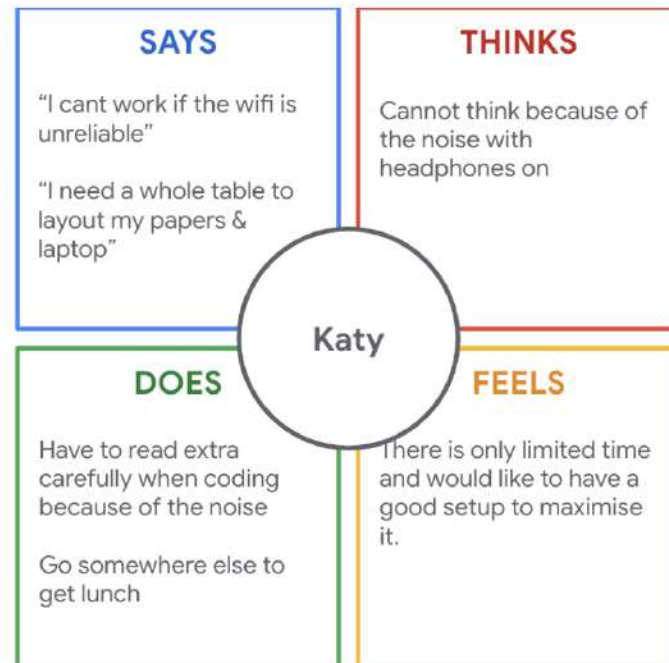 SAYS
“I cant work if the wifi is
unreliable”
“I need a whole table to
layout my papers &
laptop”
THINKS
Cannot think because of
the noise with
headphones on
Katy
DOES
Have to read extra
carefully when coding
because of the noise
Go somewhere else to
get lunch
FEELS
There is only limited time
and would like to have a
good setup to maximise
it.